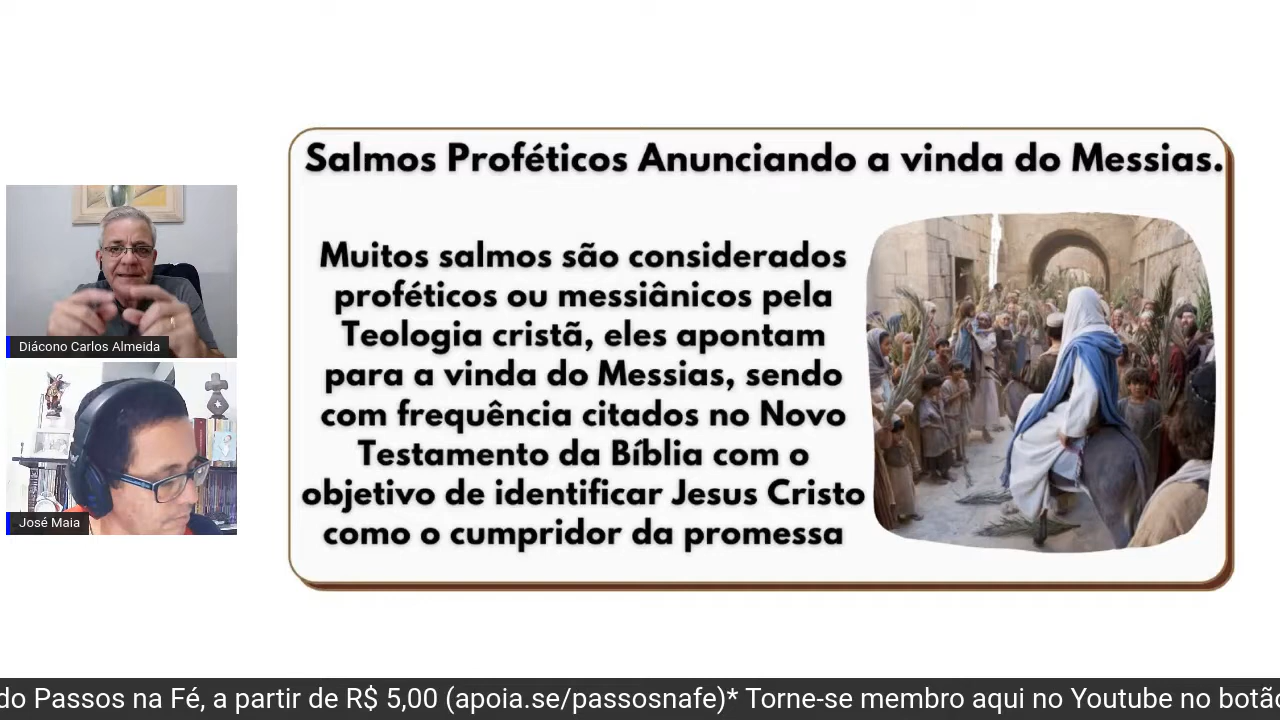 Salmos Proféticos Anunciando a vinda do Messias.
Muitos salmos são considerados
proféticos ou messiânicos pela
Teologia cristã, eles apontam
para a vinda do Messias, sendo
com frequência citados no Novo
Testamento da Bíblia com o
objetivo de identificar Jesus Cristo
como o cumpridor da promessa
Diácono Carlos Almeida
José Maia
do Passos na Fé, a partir de R$ 5,00 (apoia.se/passosnafe)* Torne-se membro aqui no Youtube no botão